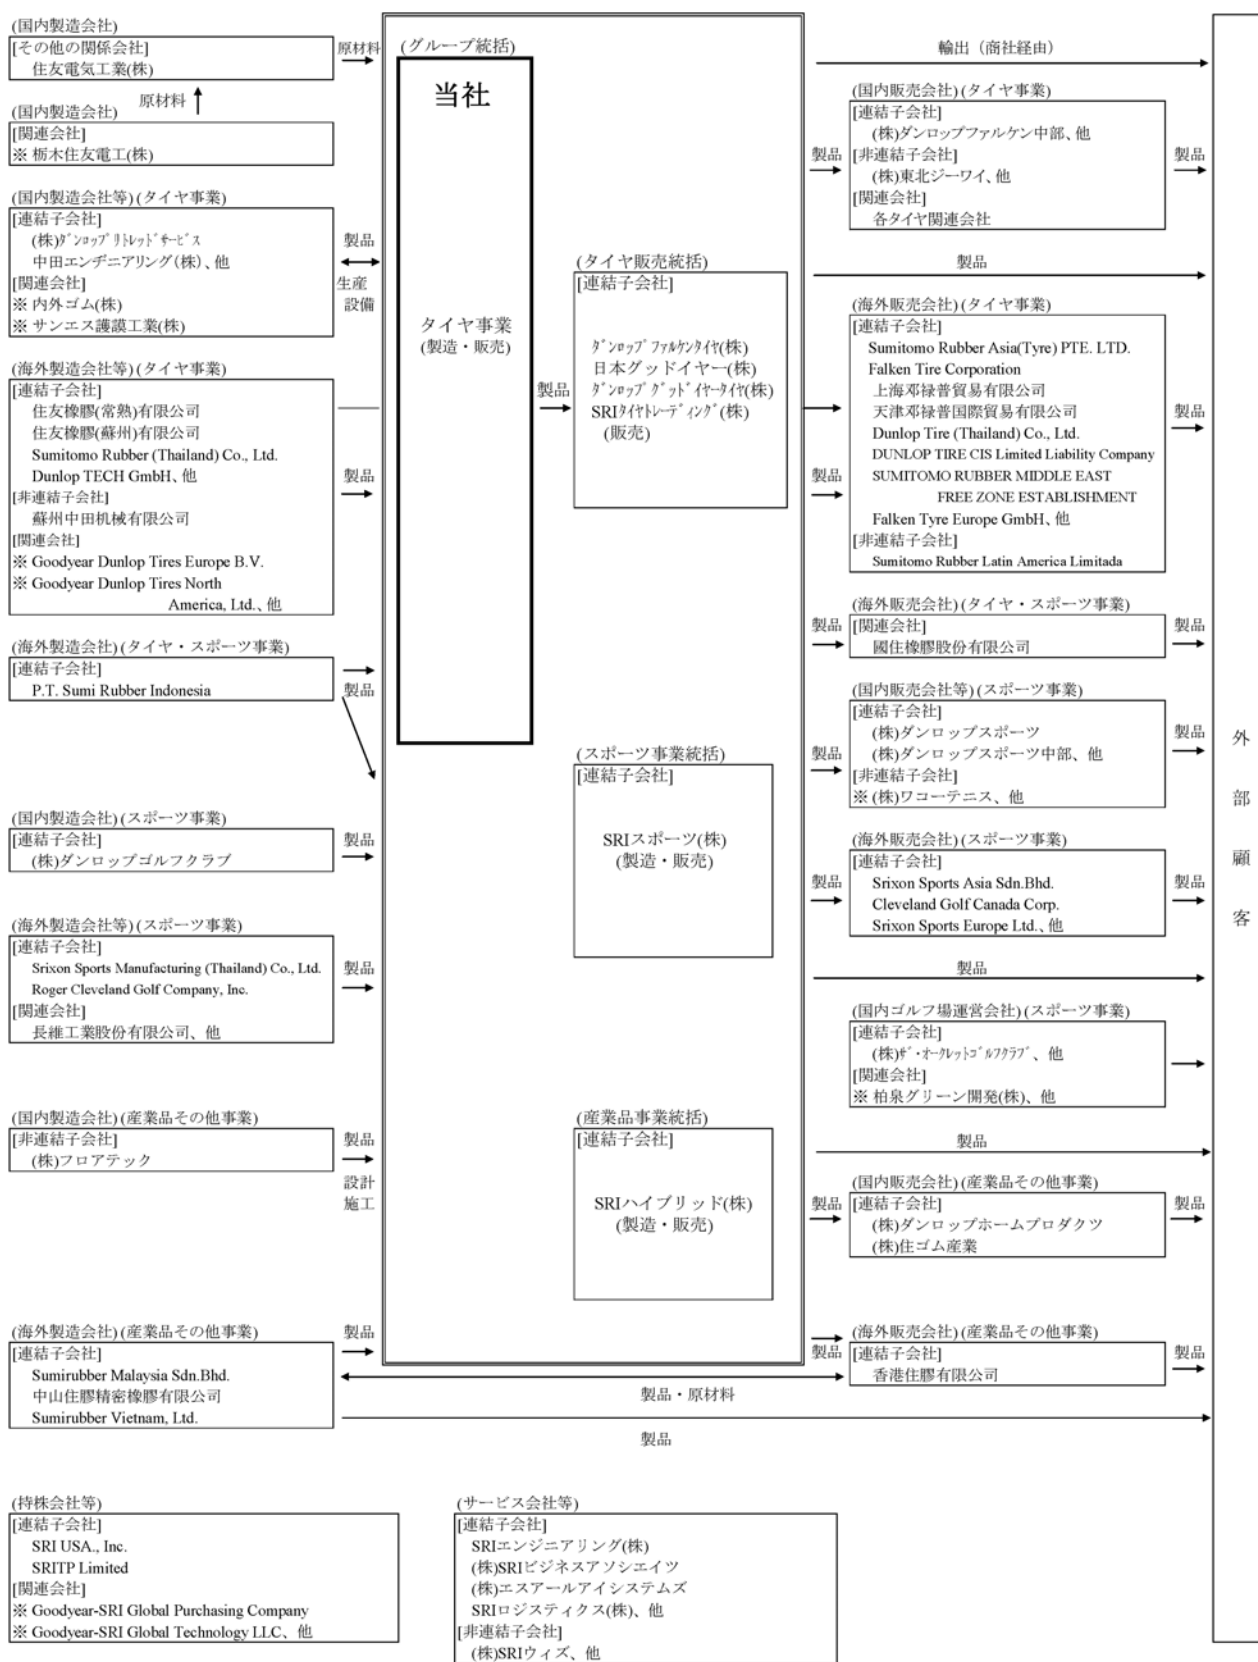 (国内製造会社)
[その他の関係会社]
住友電気工業(株)
原材料
原材料
(国内製造会社)
[関連会社]
※ 栃木住友電工(株)
(国内製造会社等)(タイヤ事業)
[連結子会社]
(株)ﾀﾞﾝﾛｯﾌﾟﾘﾄﾚｯﾄﾞｻｰﾋﾞｽ
中田エンヂニアリング(株)、他
[関連会社]
※ 内外ゴム(株)
※ サンエス護謨工業(株)
製品
生産
設備
(海外製造会社等)(タイヤ事業)
[連結子会社]
住友橡膠(常熟)有限公司
住友橡膠(蘇州)有限公司
Sumitomo Rubber (Thailand) Co., Ltd.
Dunlop TECH GmbH、他
[非連結子会社]
蘇州中田机械有限公司
[関連会社]
※ Goodyear Dunlop Tires Europe B.V.
※ Goodyear Dunlop Tires North
America, Ltd.、他
製品
(海外製造会社)(タイヤ・スポーツ事業)
[連結子会社]
P.T. Sumi Rubber Indonesia
製品
(国内製造会社)(スポーツ事業)
[連結子会社]
(株)ダンロップゴルフクラブ
製品
(海外製造会社等)(スポーツ事業)
[連結子会社]
Srixon Sports Manufacturing (Thailand) Co., Ltd.
Roger Cleveland Golf Company, Inc.
[関連会社]
長維工業股份有限公司、他
製品
(国内製造会社)(産業品その他事業)
[非連結子会社]
(株)フロアテック
製品
設計
施工
(海外製造会社)(産業品その他事業)
[連結子会社]
Sumirubber Malaysia Sdn.Bhd.
中山住膠精密橡膠有限公司
Sumirubber Vietnam, Ltd.
製品
(グループ統括)
当社
タイヤ事業
(製造・販売)
製品
(タイヤ販売統括)
[連結子会社]
ﾀﾞﾝﾛｯﾌﾟﾌｧﾙｹﾝﾀｲﾔ(株)
日本グッドイヤー(株)
ﾀﾞﾝﾛｯﾌﾟｸﾞｯﾄﾞｲﾔｰﾀｲﾔ(株)
SRIﾀｲﾔﾄﾚｰﾃﾞｨﾝｸﾞ(株)
(販売)
(スポーツ事業統括)
[連結子会社]
SRIスポーツ(株)
(製造・販売)
(産業品事業統括)
[連結子会社]
SRIハイブリッド(株)
(製造・販売)
輸出（商社経由）
(国内販売会社)(タイヤ事業)
[連結子会社]
(株)ダンロップファルケン中部、他
[非連結子会社]
(株)東北ジーワイ、他
[関連会社]
各タイヤ関連会社
製品
製品
製品
(海外販売会社)(タイヤ事業)
[連結子会社]
Sumitomo Rubber Asia(Tyre) PTE. LTD.
Falken Tire Corporation
上海邓禄普貿易有限公司
天津邓禄普国際貿易有限公司
Dunlop Tire (Thailand) Co., Ltd.
DUNLOP TIRE CIS Limited Liability Company
SUMITOMO RUBBER MIDDLE EAST
FREE ZONE ESTABLISHMENT
Falken Tyre Europe GmbH、他
[非連結子会社]
Sumitomo Rubber Latin America Limitada
製品
製品
(海外販売会社)(タイヤ・スポーツ事業)
[関連会社]
國住橡膠股份有限公司
製品
製品
(国内販売会社等)(スポーツ事業)
[連結子会社]
(株)ダンロップスポーツ
(株)ダンロップスポーツ中部、他
[非連結子会社]
※ (株)ワコーテニス、他
製品
製品
(海外販売会社)(スポーツ事業)
[連結子会社]
Srixon Sports Asia Sdn.Bhd.
Cleveland Golf Canada Corp.
Srixon Sports Europe Ltd.、他
製品
製品
製品
(国内ゴルフ場運営会社)(スポーツ事業)
[連結子会社]
(株)ｻﾞ･ｵｰｸﾚｯﾄｺﾞﾙﾌｸﾗﾌﾞ、他
[関連会社]
※ 柏泉グリーン開発(株)、他
製品
(国内販売会社)(産業品その他事業)
[連結子会社]
(株)ダンロップホームプロダクツ
(株)住ゴム産業
製品
製品
(海外販売会社)(産業品その他事業)
[連結子会社]
香港住膠有限公司
製品
製品
製品・原材料
製品
外部顧客
(持株会社等)
[連結子会社]
SRI USA., Inc.
SRITP Limited
[関連会社]
※ Goodyear-SRI Global Purchasing Company
※ Goodyear-SRI Global Technology LLC、他
(サービス会社等)
[連結子会社]
SRIエンジニアリング(株)
(株)SRIビジネスアソシエイツ
(株)エスアールアイシステムズ
SRIロジスティクス(株)、他
[非連結子会社]
(株)SRIウィズ、他